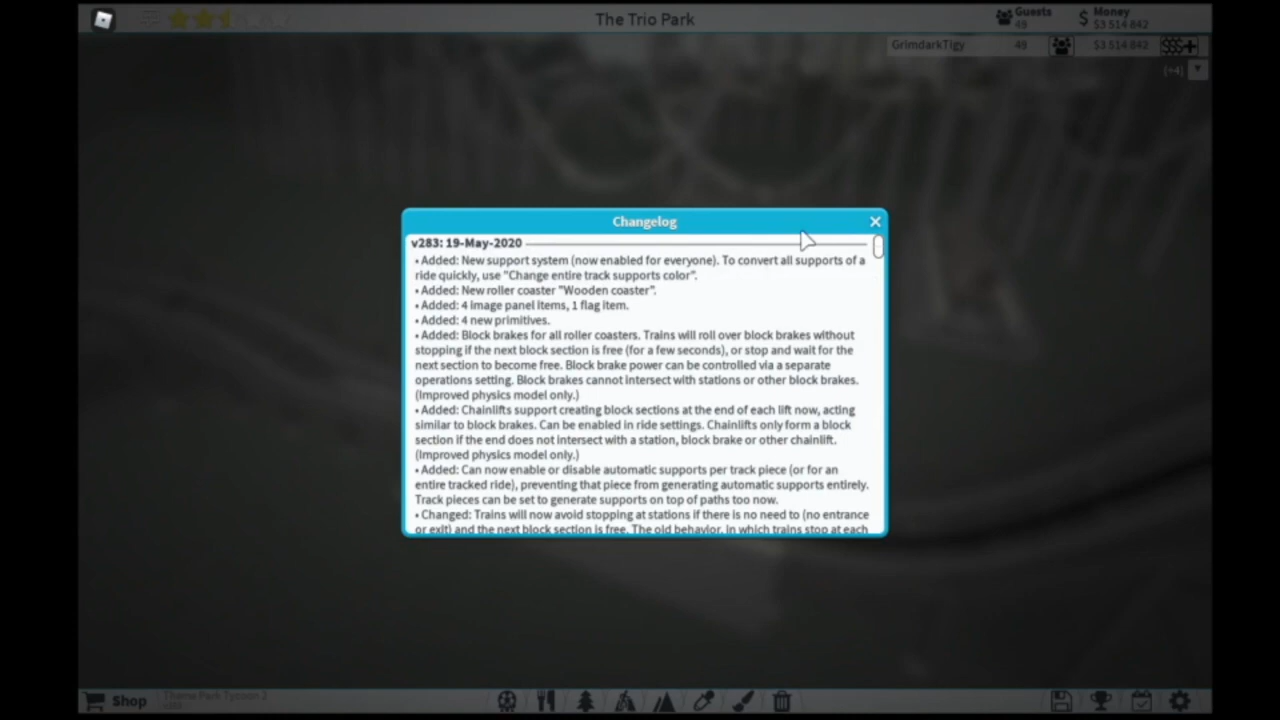 The Trio Park
Guests
49
Money
$3 514 842
GrimdarkTigy 49 $3 514 842 $$$+
(+4)
Changelog
v283: 19-May-2020
• Added: New support system (now enabled for everyone). To convert all supports of a
ride quickly, use "Change entire track supports color".
• Added: New roller coaster "Wooden coaster".
• Added: 4 image panel items, 1 flag item.
• Added: 4 new primitives.
• Added: Block brakes for all roller coasters. Trains will roll over block brakes without
stopping if the next block section is free (for a few seconds), or stop and wait for the
next section to become free. Block brake power can be controlled via a separate
operations setting. Block brakes cannot intersect with stations or other block brakes.
(Improved physics model only.)
• Added: Chainlifts support creating block sections at the end of each lift now, acting
similar to block brakes. Can be enabled in ride settings. Chainlifts only form a block
section if the end does not intersect with a station, block brake or other chainlift.
(Improved physics model only.)
• Added: Can now enable or disable automatic supports per track piece (or for an
entire tracked ride), preventing that piece from generating automatic supports entirely.
Track pieces can be set to generate supports on top of paths too now.
• Changed: Trains will now avoid stopping at stations if there is no need to (no entrance
or exit) and the next block section is free. The old behavior, in which trains stop at each
Shop
Theme Park Tycoon 2